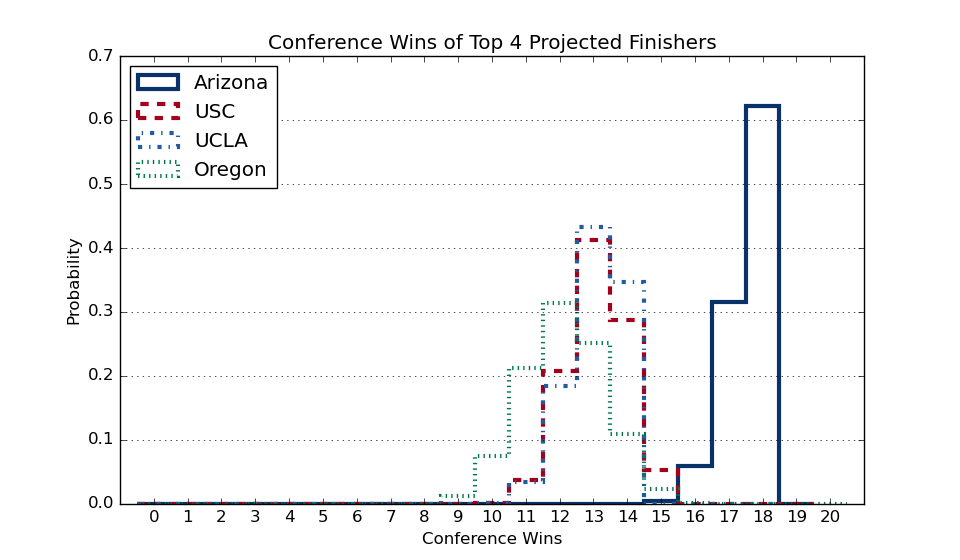 Conference Wins of Top 4 Projected Finishers
0.7
0.6
0.5
0.4
0.3
0.2
0.1
0.0
Probability
Arizona
USC
UCLA
Oregon
0 1 2 3 4 5 6 7 8 9 10 11 12 13 14 15 16 17 18 19 20
Conference Wins